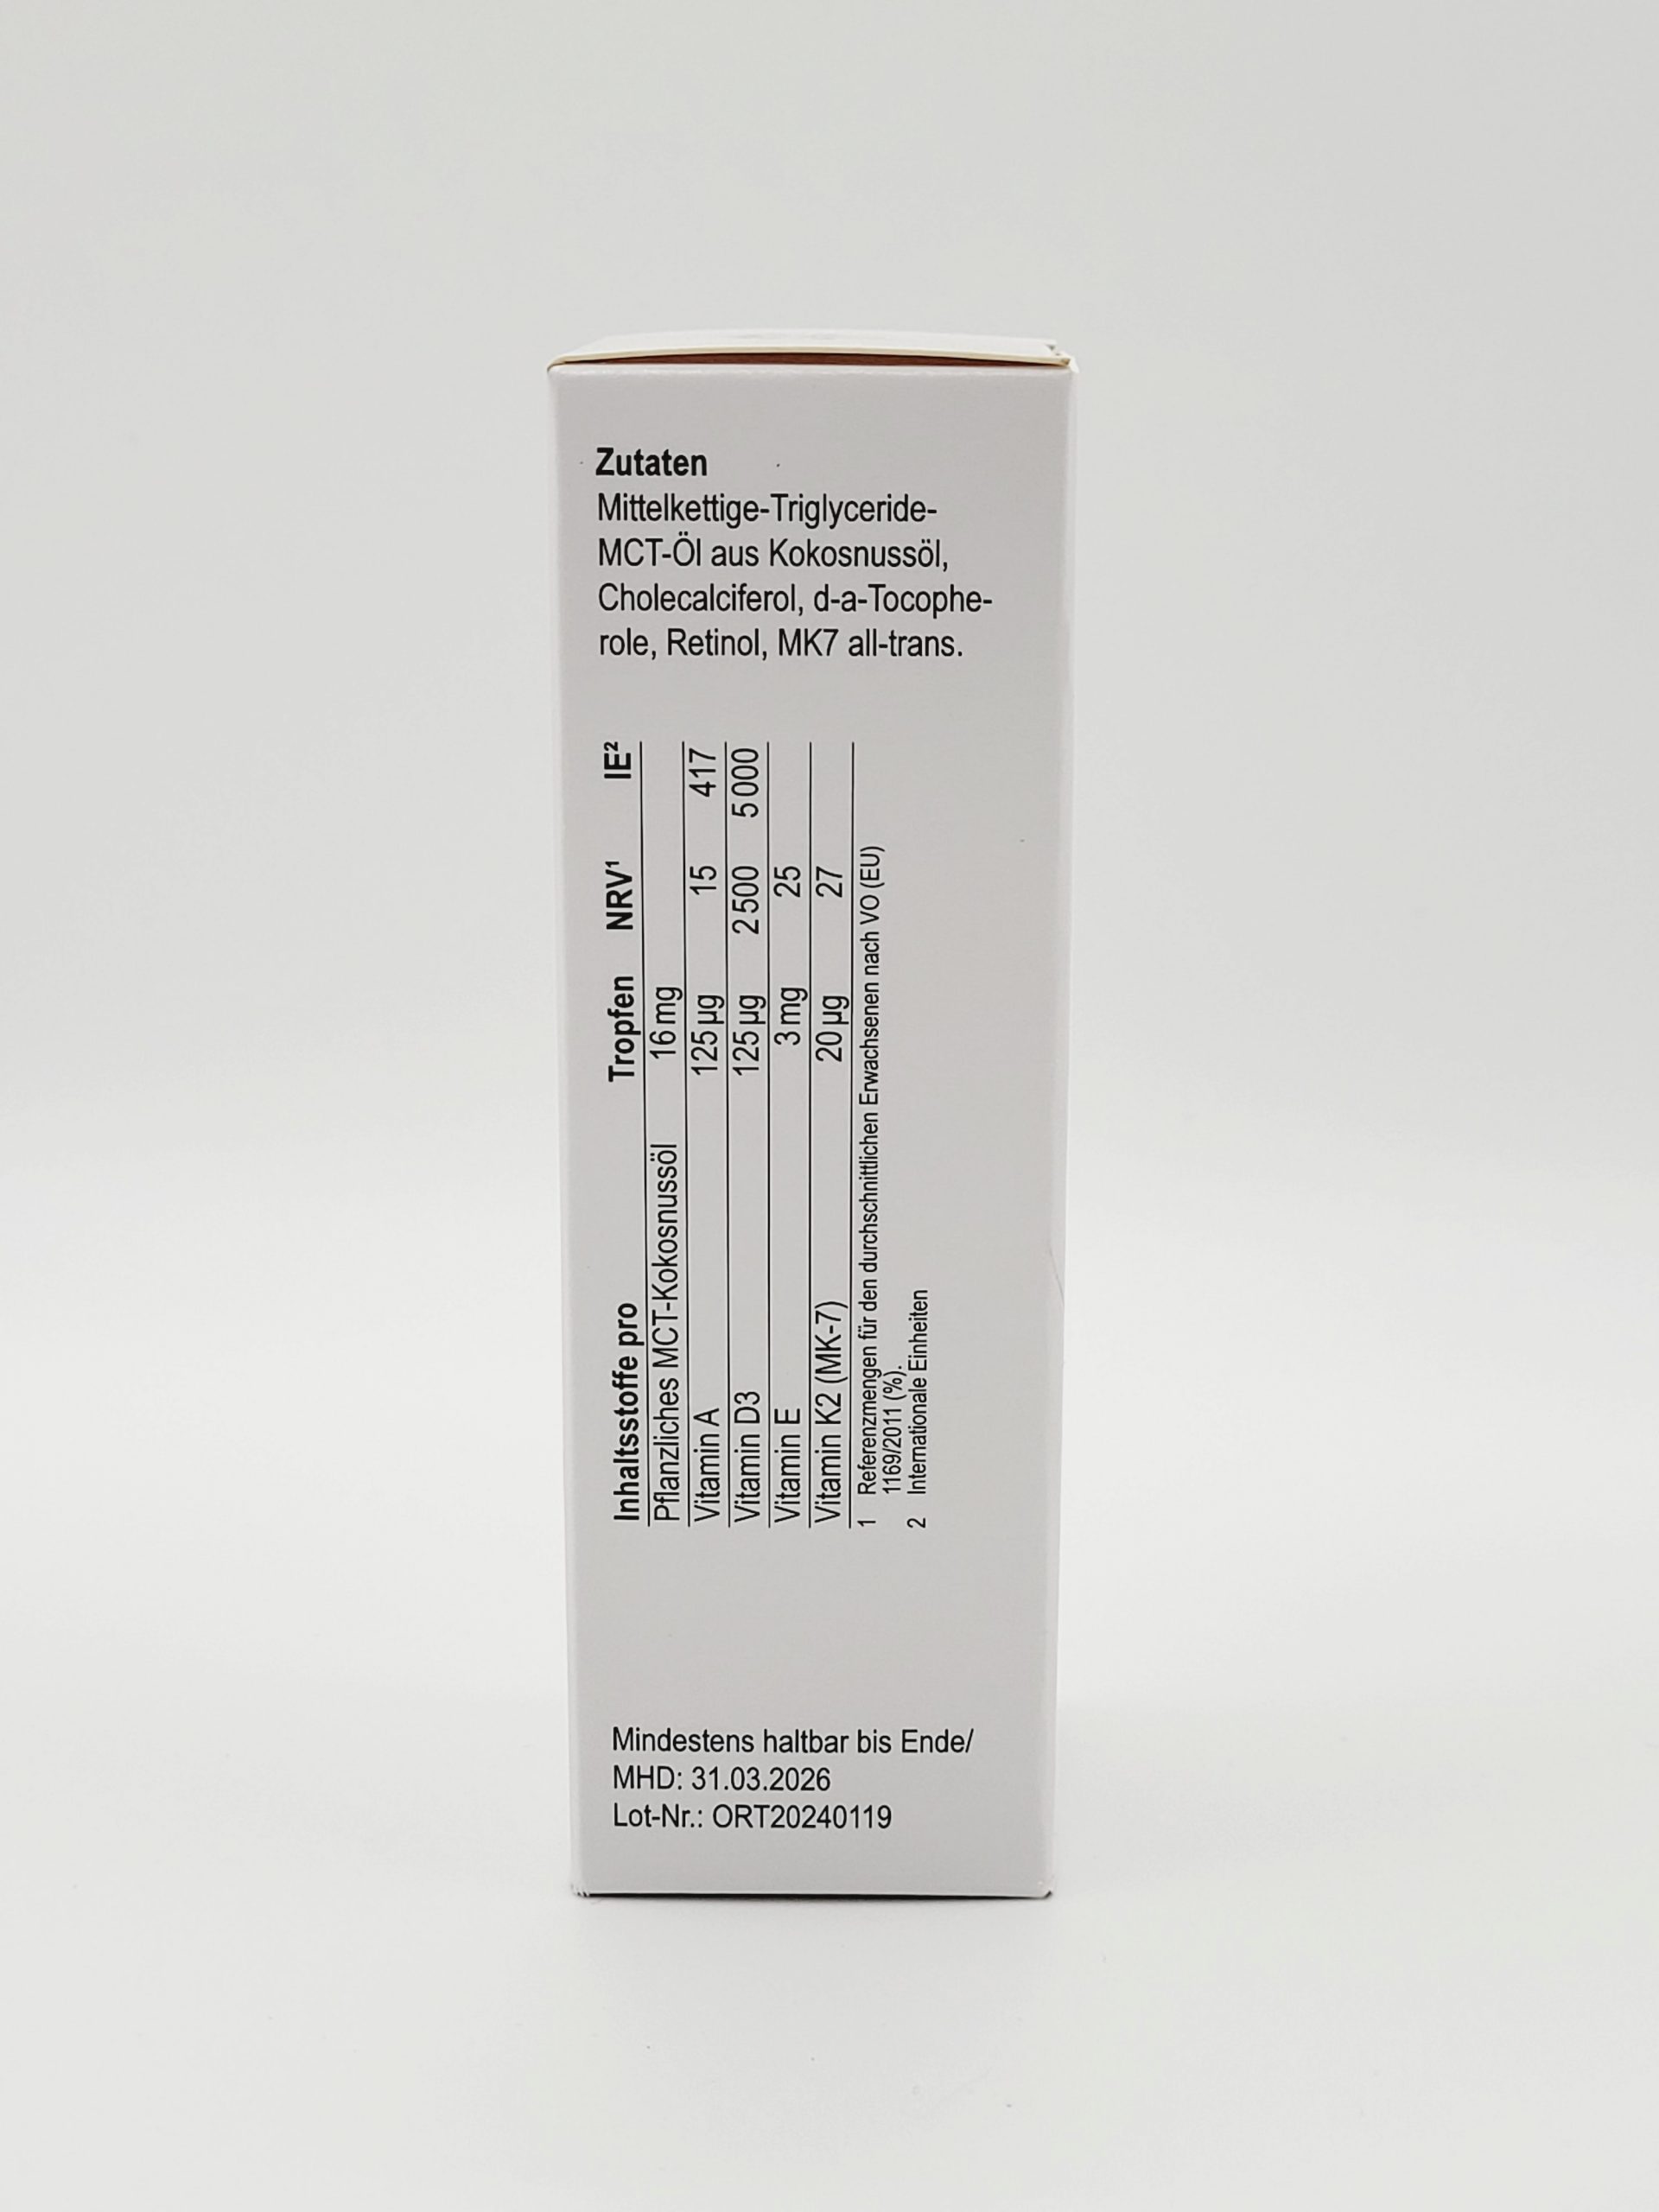 Zutaten
Mittelkettige-Triglyceride-
MCT-Öl aus Kokosnussöl,
Cholecalciferol, d-a-Tocophe-
role, Retinol, MK7 all-trans.
Inhaltsstoffe pro Tropfen NRV¹ IE²
Pflanzliches MCT-Kokosnussöl 16 mg
Vitamin A 125 µg 15 417
Vitamin D3 125 µg 2 500 5 000
Vitamin E 3 mg 25
Vitamin K2 (MK-7) 20 µg 27
1 Referenzmengen für den durchschnittlichen Erwachsenen nach VO (EU)
1169/2011 (%).
2 Internationale Einheiten
Mindestens haltbar bis Ende/
MHD: 31.03.2026
Lot-Nr.: ORT20240119